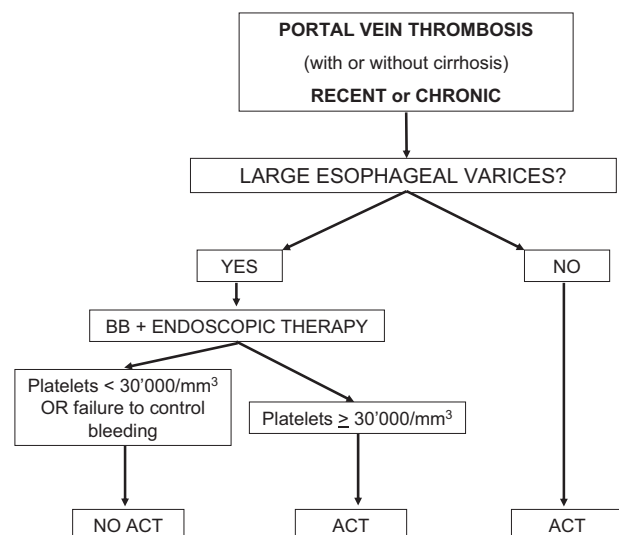 PORTAL VEIN THROMBOSIS
(with or without cirrhosis)
RECENT or CHRONIC
LARGE ESOPHAGEAL VARICES?
YES
NO
BB + ENDOSCOPIC THERAPY
Platelets < 30'000/mm³
OR failure to control
bleeding
Platelets ≥ 30'000/mm³
NO ACT
ACT
ACT